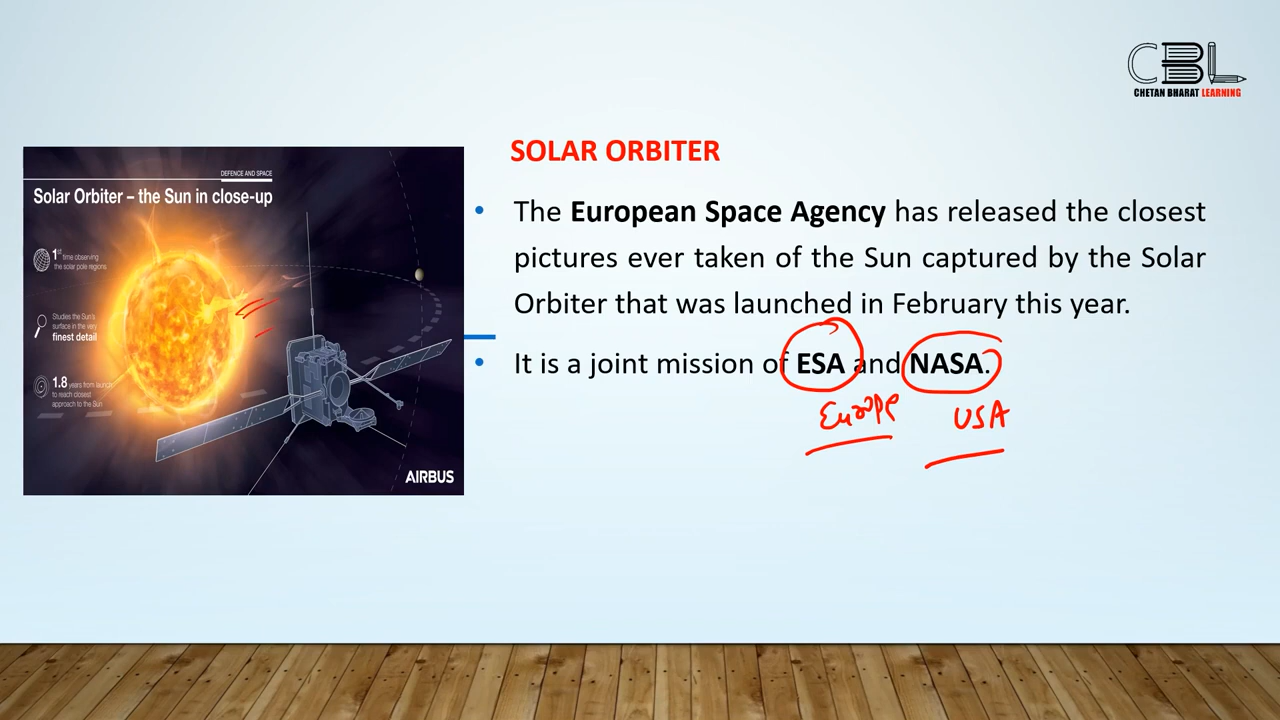 CBL
CHETAN BHARAT LEARNING
SOLAR ORBITER
DEFENCE AND SPACE
Solar Orbiter – the Sun in close-up
1st time observing
the solar pole regions
Studies the Sun's
surface in the very
finest detail
1.8 years from launch
to reach closest
approach to the Sun
AIRBUS
• The European Space Agency has released the closest
pictures ever taken of the Sun captured by the Solar
Orbiter that was launched in February this year.
• It is a joint mission of ESA and NASA.
Europe USA